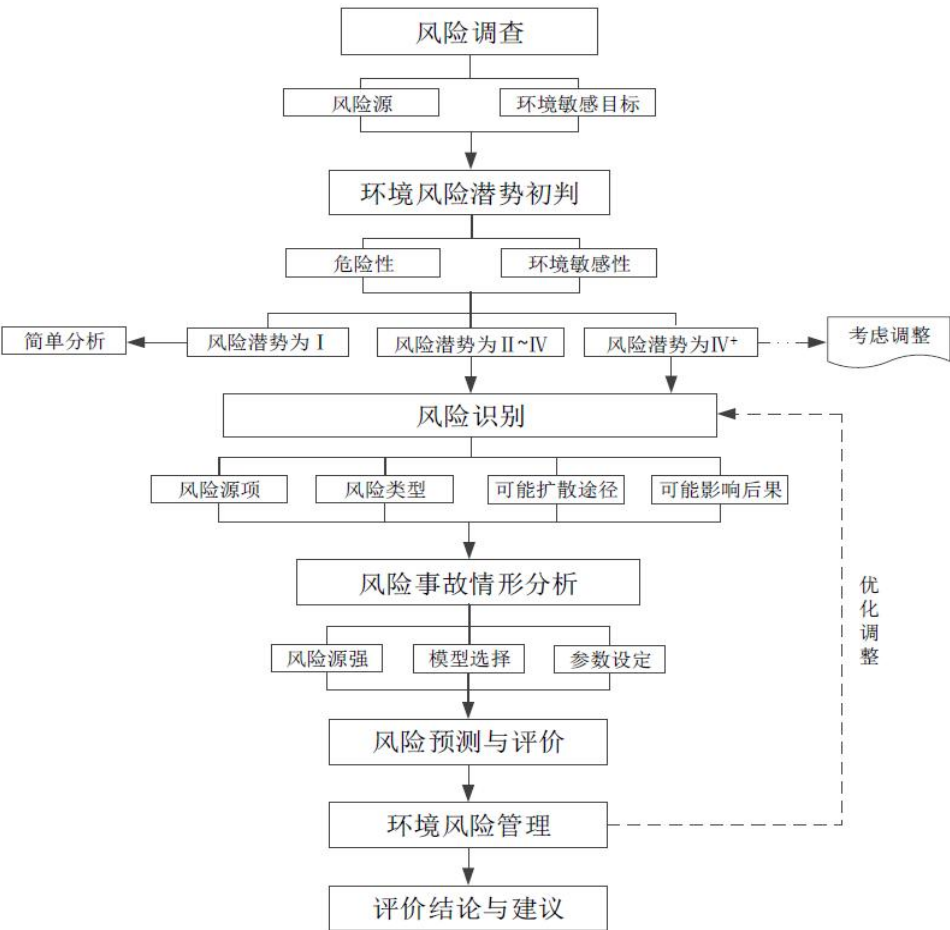 风险调查
风险源
环境敏感目标
环境风险潜势初判
危险性
环境敏感性
简单分析
风险潜势为Ⅰ
风险潜势为Ⅱ~Ⅳ
风险潜势为Ⅳ+
考虑调整
风险识别
风险源项
风险类型
可能扩散途径
可能影响后果
风险事故情形分析
优化调整
风险源强
模型选择
参数设定
风险预测与评价
环境风险管理
评价结论与建议